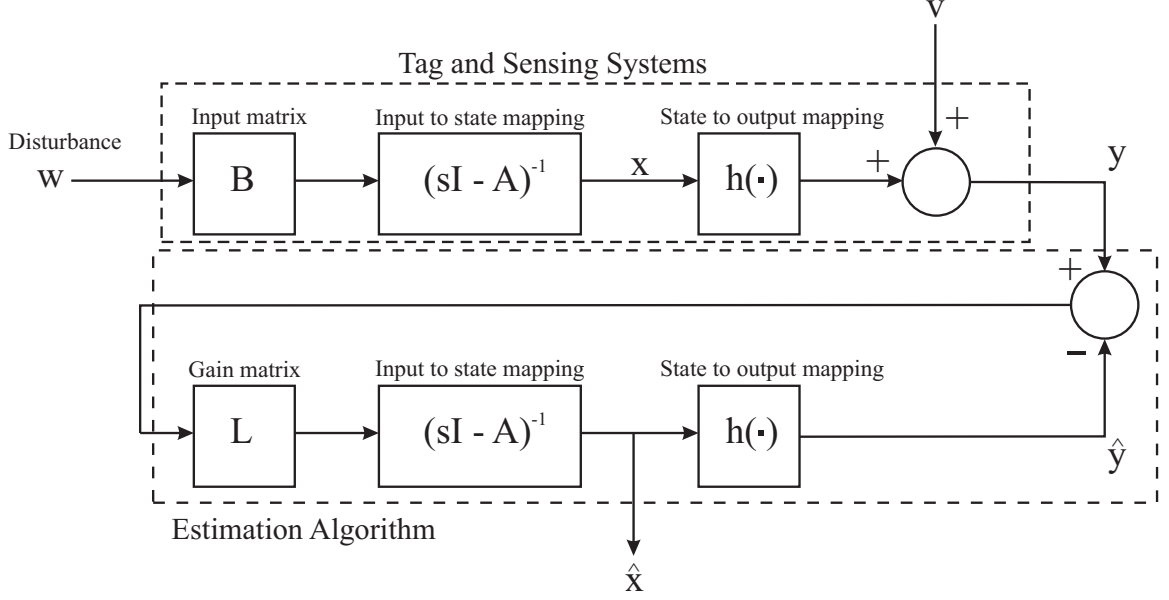 v
Tag and Sensing Systems
Input matrix
Input to state mapping
State to output mapping
Disturbance
w
B
(sI - A)⁻¹
x
h(·)
+
+
y
+
Gain matrix
Input to state mapping
State to output mapping
−
L
(sI - A)⁻¹
h(·)
ŷ
Estimation Algorithm
x̂